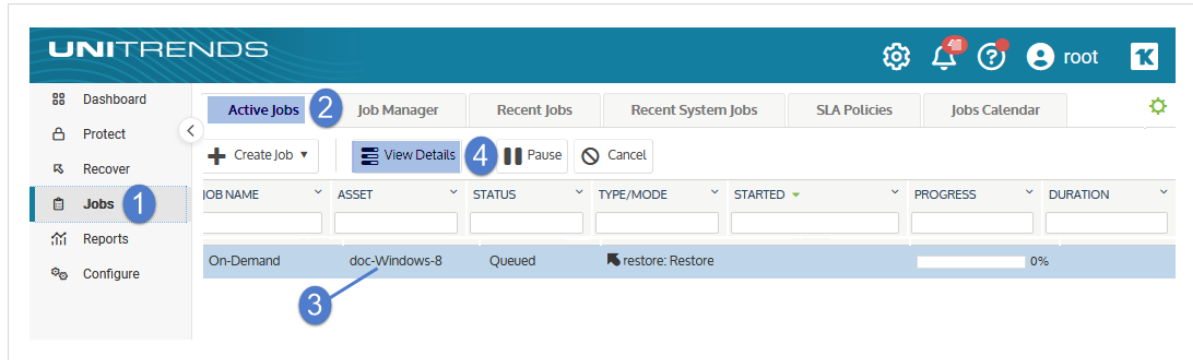 UNITRENDS
root
Dashboard
Protect
Recover
Jobs 1
Reports
Configure
Active Jobs 2 Job Manager Recent Jobs Recent System Jobs SLA Policies Jobs Calendar
Create Job View Details 4 Pause Cancel
JOB NAME ASSET STATUS TYPE/MODE STARTED PROGRESS DURATION
On-Demand doc-Windows-8 Queued restore: Restore 0%
3